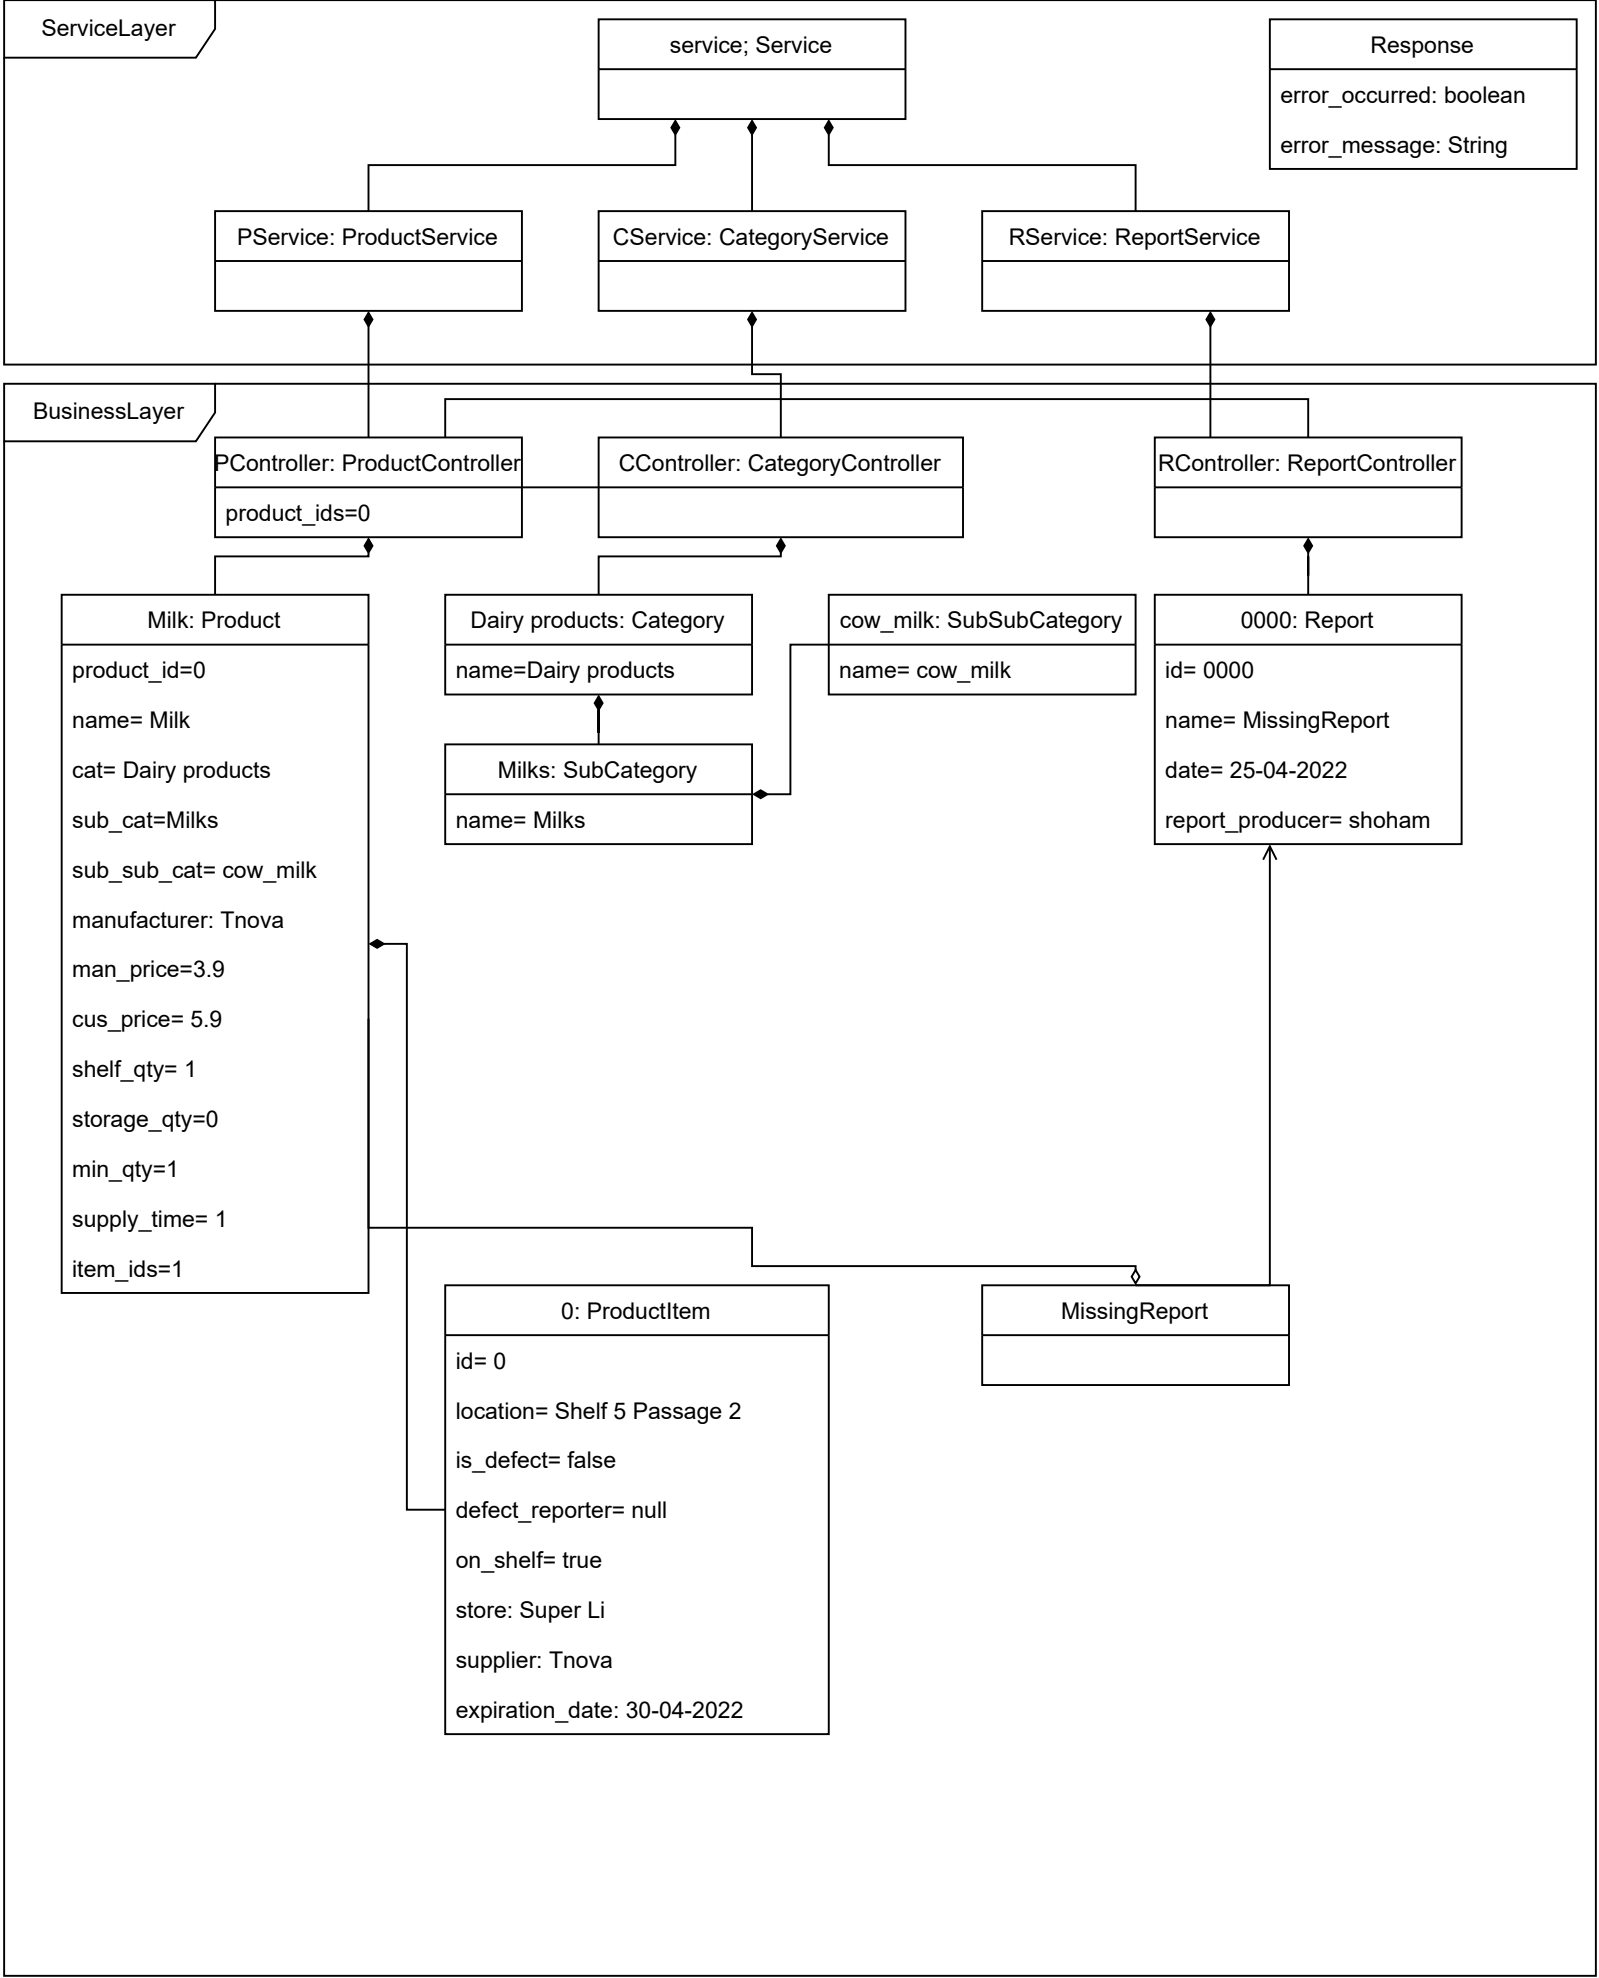 ServiceLayer
service; Service
Response
error_occurred: boolean
error_message: String
PService: ProductService
CService: CategoryService
RService: ReportService
BusinessLayer
PController: ProductController
product_ids=0
CController: CategoryController
RController: ReportController
Milk: Product
product_id=0
name= Milk
cat= Dairy products
sub_cat=Milks
sub_sub_cat= cow_milk
manufacturer: Tnova
man_price=3.9
cus_price= 5.9
shelf_qty= 1
storage_qty=0
min_qty=1
supply_time= 1
item_ids=1
Dairy products: Category
name=Dairy products
Milks: SubCategory
name= Milks
cow_milk: SubSubCategory
name= cow_milk
0000: Report
id= 0000
name= MissingReport
date= 25-04-2022
report_producer= shoham
0: ProductItem
id= 0
location= Shelf 5 Passage 2
is_defect= false
defect_reporter= null
on_shelf= true
store: Super Li
supplier: Tnova
expiration_date: 30-04-2022
MissingReport